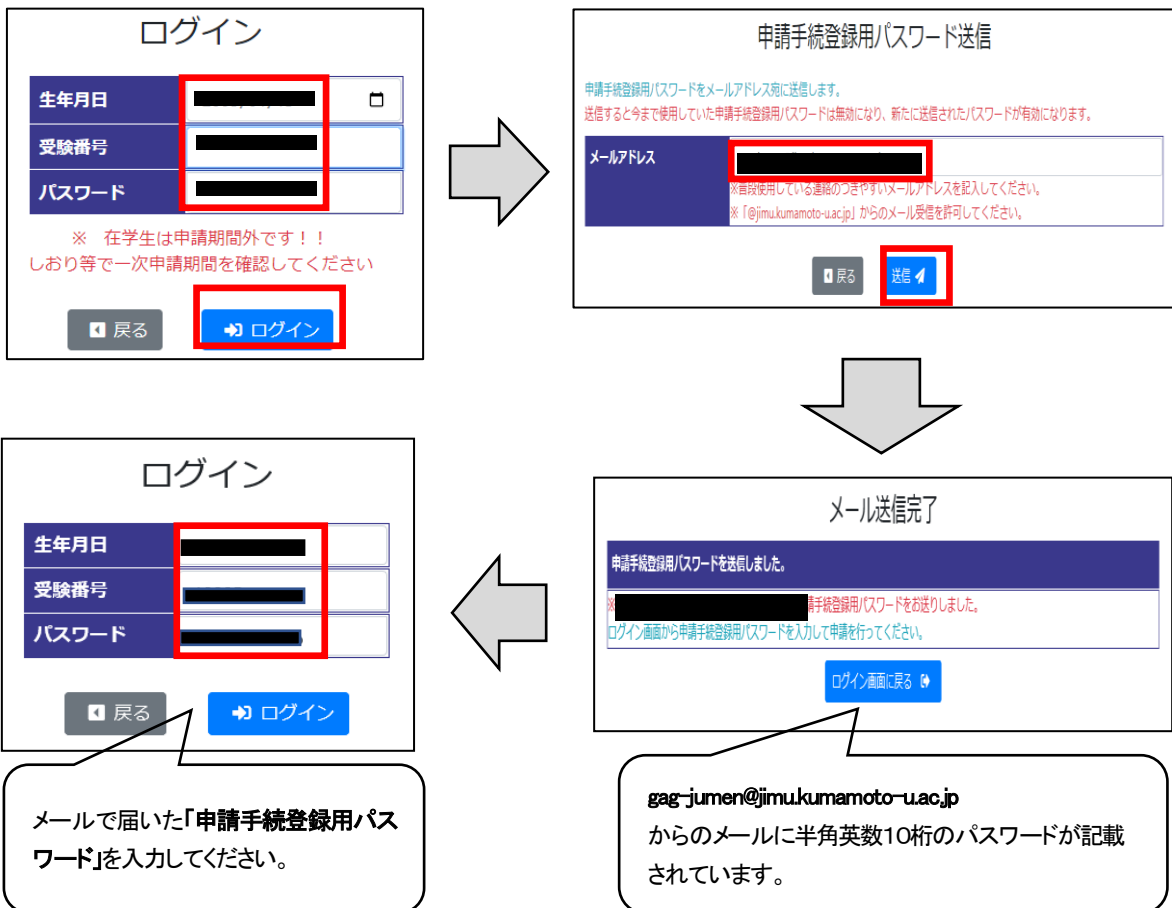 ログイン
生年月日
受験番号
パスワード
※　在学生は申請期間外です！！
しおり等で一次申請期間を確認してください
戻る
ログイン
申請手続登録用パスワード送信
申請手続登録用パスワードをメールアドレス宛に送信します。
送信すると今まで使用していた申請手続登録用パスワードは無効になり、新たに送信されたパスワードが有効になります。
メールアドレス
※普段使用している連絡のつきやすいメールアドレスを記入してください。
※「@jimu.kumamoto-u.ac.jp」からのメール受信を許可してください。
戻る
送信
メール送信完了
申請手続登録用パスワードを送信しました。
※
請手続登録用パスワードをお送りしました。
ログイン画面から申請手続登録用パスワードを入力して申請を行ってください。
ログイン画面に戻る
gag-jumen@jimu.kumamoto-u.ac.jp
からのメールに半角英数10桁のパスワードが記載
されています。
ログイン
生年月日
受験番号
パスワード
戻る
ログイン
メールで届いた「申請手続登録用パス
ワード」を入力してください。